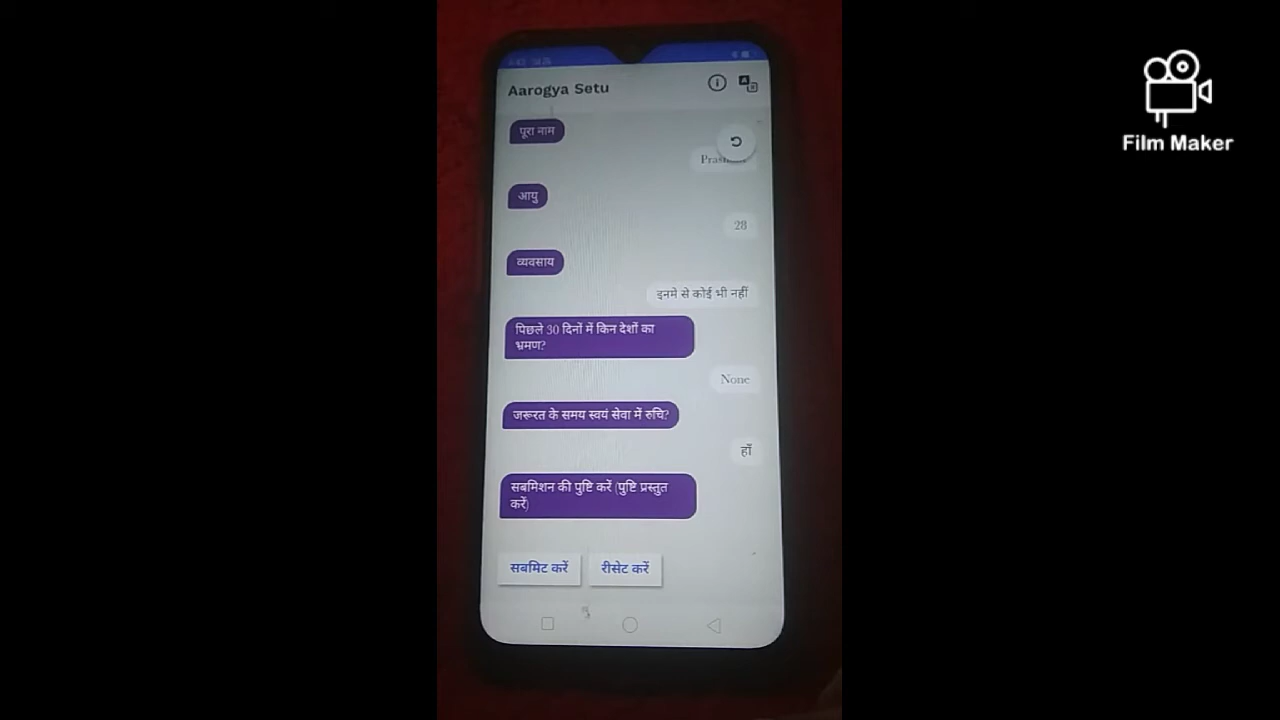 Aarogya Setu
Film Maker
पूरा नाम
आयु
28
व्यवसाय
इनमें से कोई भी नहीं
पिछले 30 दिनों में किन देशों का
भ्रमण?
None
जरूरत के समय स्वयं सेवा में रुचि?
हाँ
सबमिशन की पुष्टि करें (पुष्टि प्रस्तुत
करें)
सबमिट करें
रीसेट करें